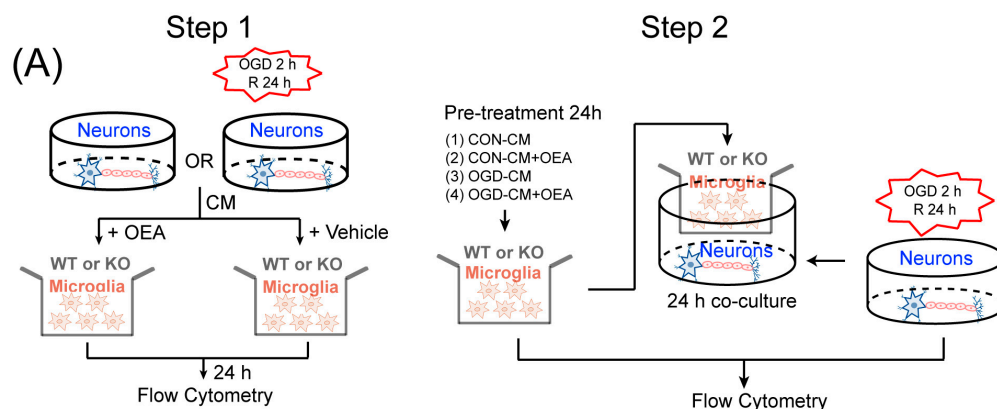 Step 1
Step 2
(A)
OGD 2 h
R 24 h
Neurons
OR
Neurons
CM
+ OEA
+ Vehicle
WT or KO
Microglia
WT or KO
Microglia
24 h
Flow Cytometry
Pre-treatment 24h
(1) CON-CM
(2) CON-CM+OEA
(3) OGD-CM
(4) OGD-CM+OEA
WT or KO
Microglia
WT or KO
Microglia
Neurons
24 h co-culture
OGD 2 h
R 24 h
Neurons
Flow Cytometry